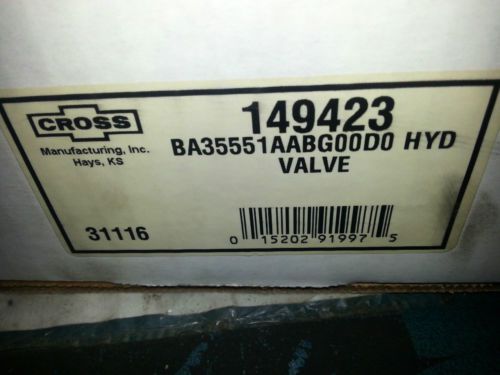 CROSS
Manufacturing, Inc.
Hays, KS
149423
BA35551AABG00D0 HYD
VALVE
31116
0 15202 91997 5